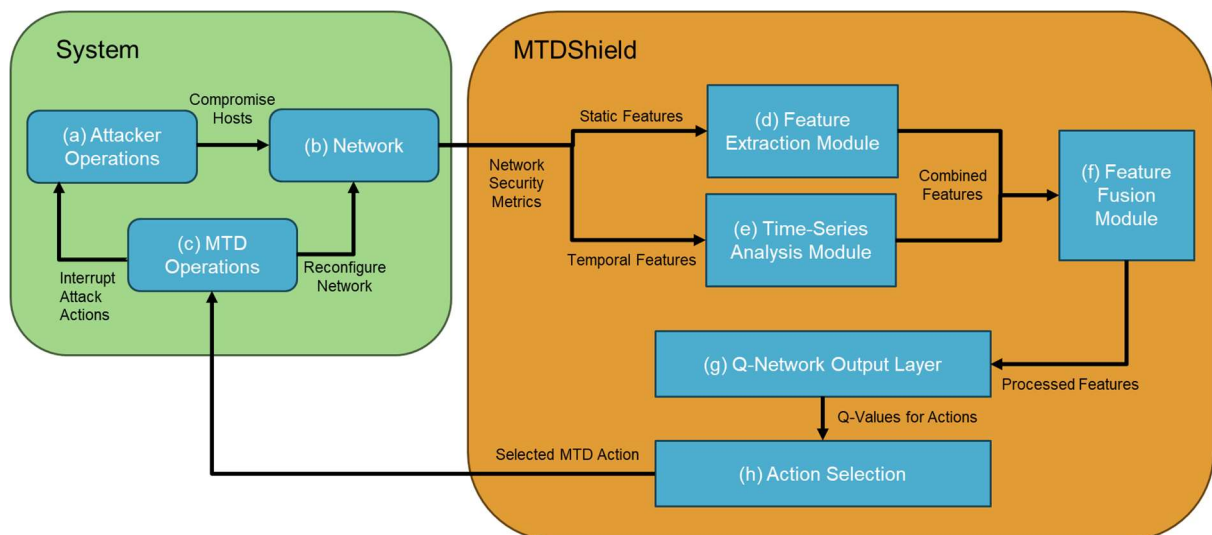 System
MTDShield
Compromise
Hosts
(a) Attacker
Operations
(b) Network
(c) MTD
Operations
Interrupt
Attack
Actions
Reconfigure
Network
Network
Security
Metrics
Static Features
Temporal Features
(d) Feature
Extraction Module
(e) Time-Series
Analysis Module
Combined
Features
(f) Feature
Fusion
Module
Processed Features
(g) Q-Network Output Layer
Q-Values for Actions
(h) Action Selection
Selected MTD Action